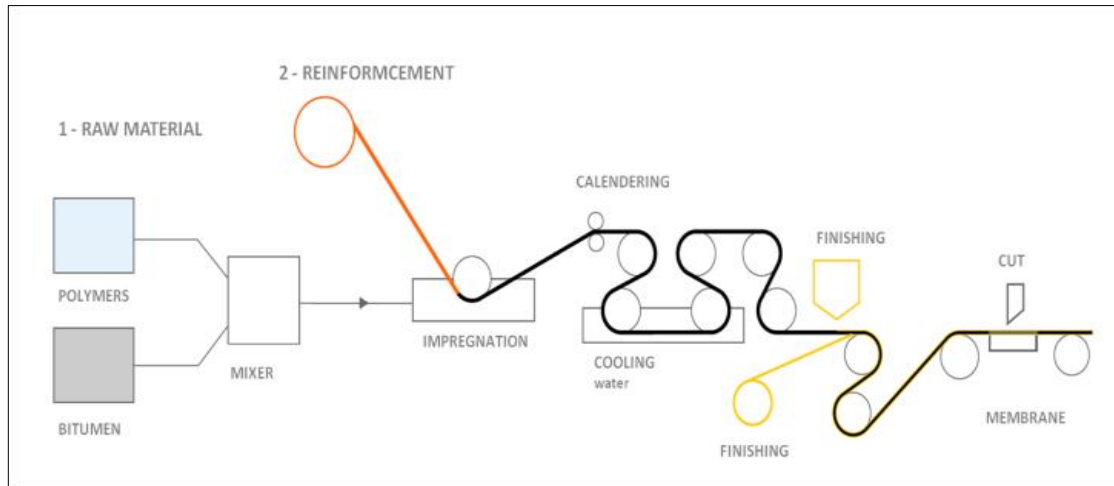 2 - REINFORMCEMENT
1 - RAW MATERIAL
CALENDERING
FINISHING
CUT
POLYMERS
IMPREGNATION
COOLING
water
MIXER
MEMBRANE
BITUMEN
FINISHING